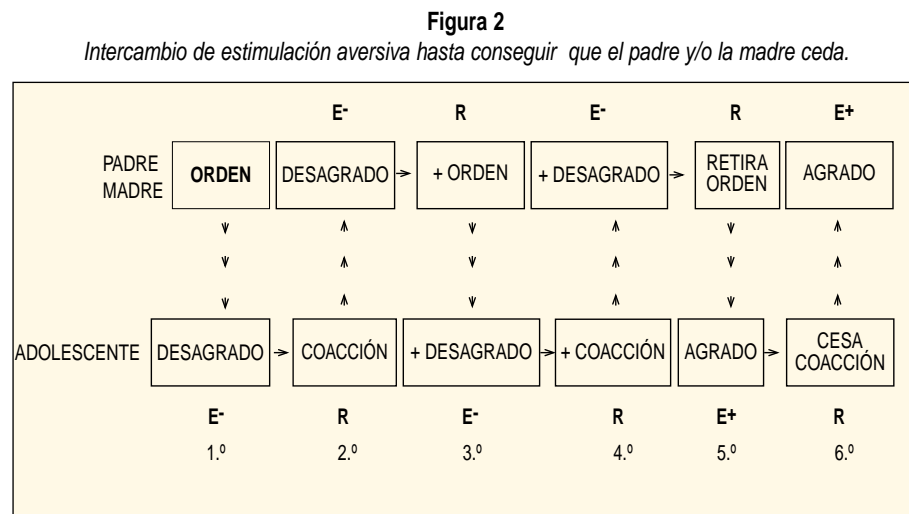 Figura 2
Intercambio de estimulación aversiva hasta conseguir que el padre y/o la madre ceda.
E- R E- R E+
PADRE MADRE ORDEN DESAGRADO + ORDEN + DESAGRADO RETIRA ORDEN AGRADO
ADOLESCENTE DESAGRADO COACCIÓN + DESAGRADO + COACCIÓN AGRADO CESA COACCIÓN
E- R E- R E+ R
1.º 2.º 3.º 4.º 5.º 6.º